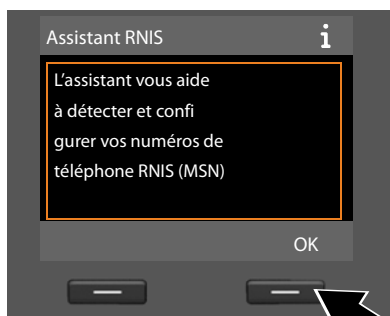 Assistant RNIS i
L'assistant vous aide
à détecter et confi
gurer vos numéros de
téléphone RNIS (MSN)
OK